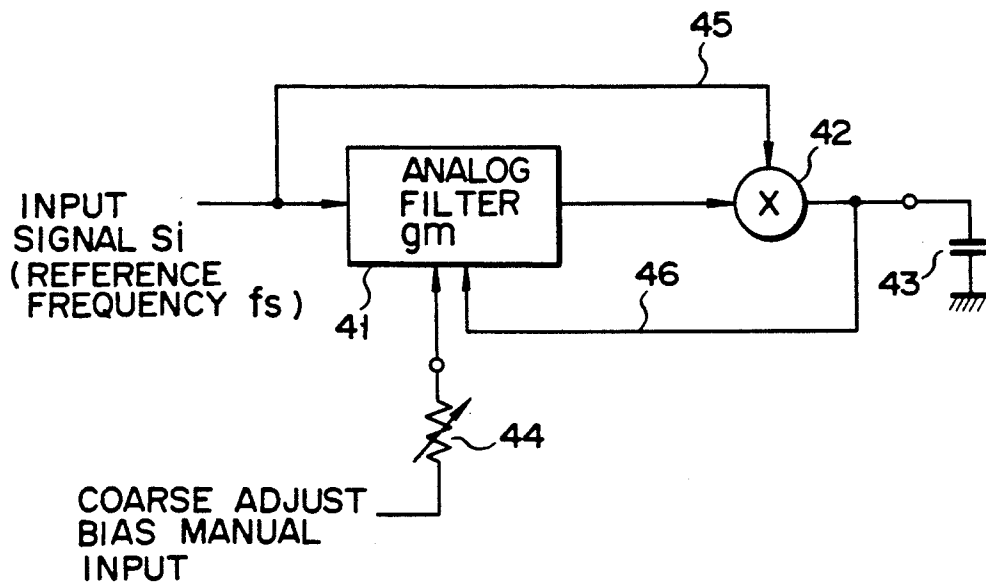 45
42
ANALOG
FILTER
gm
X
INPUT
SIGNAL Si
(REFERENCE
FREQUENCY fs)
41
46
43
44
COARSE ADJUST
BIAS MANUAL
INPUT